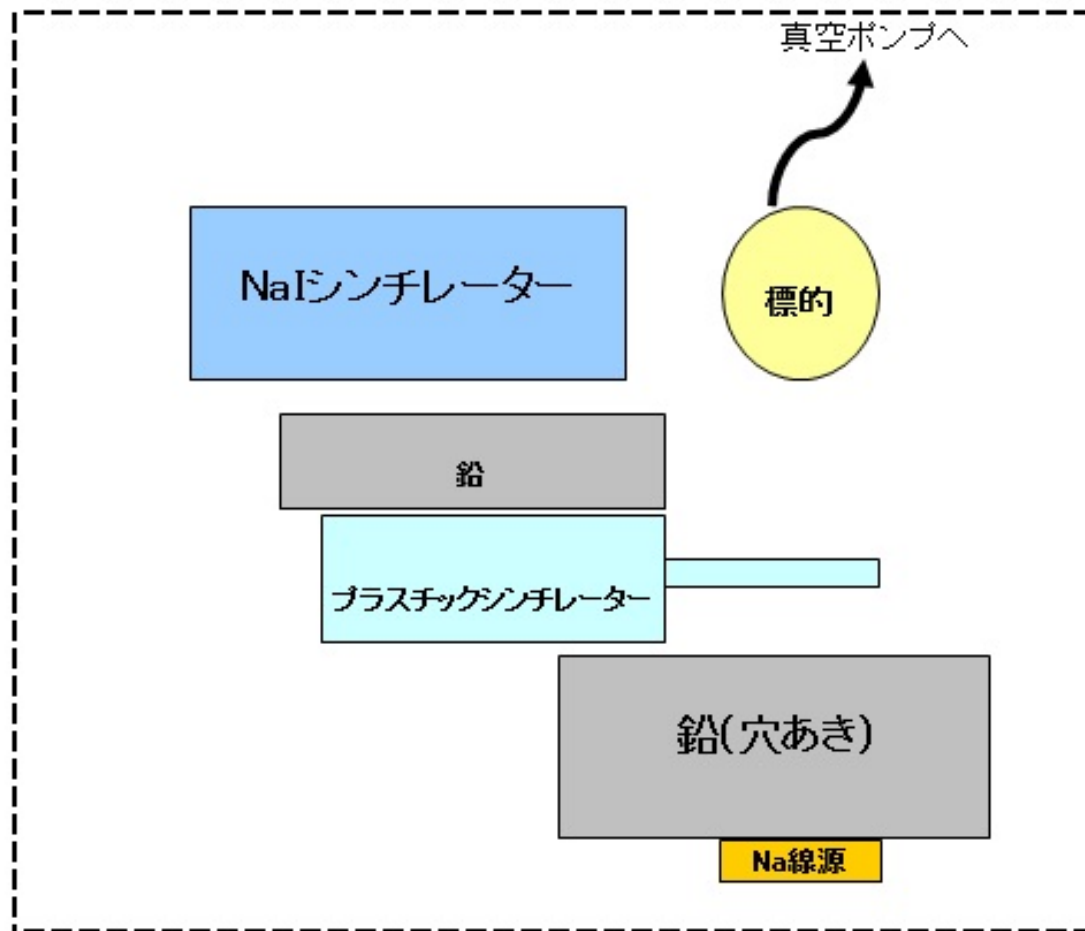 真空ポンプへ
NaIシンチレーター
標的
鉛
プラスチックシンチレーター
鉛(穴あき)
Na線源